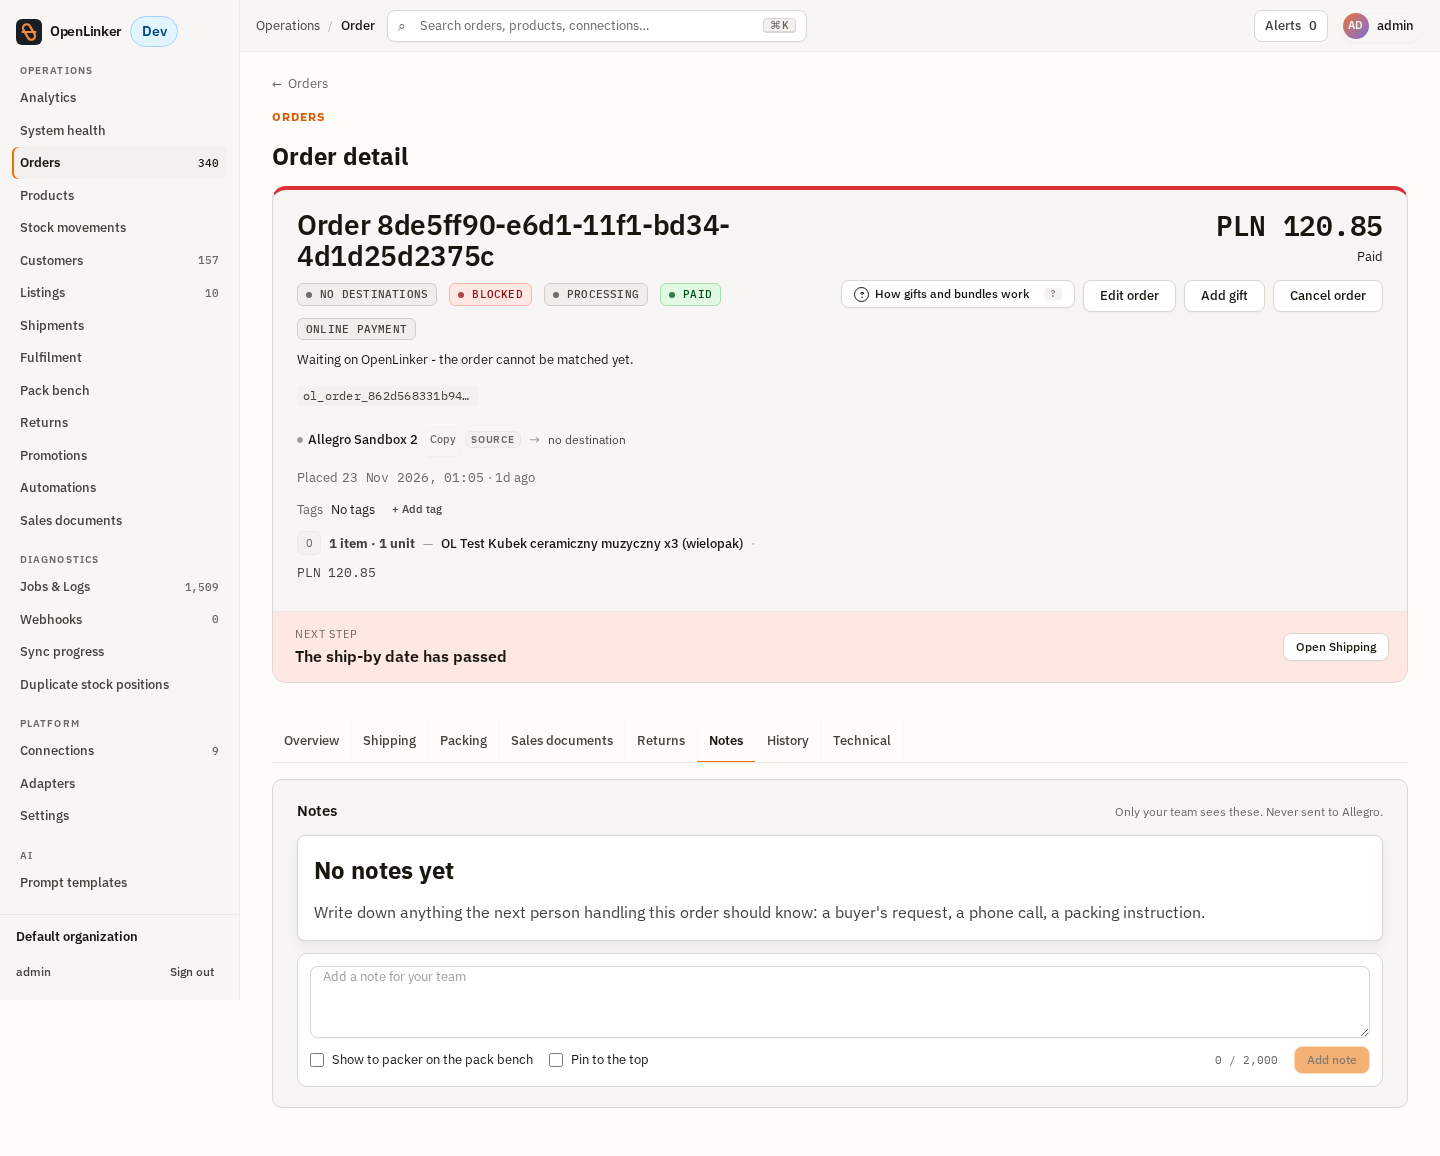 OpenLinker Dev
OPERATIONS
Analytics
System health
Orders 340
Products
Stock movements
Customers 157
Listings 10
Shipments
Fulfilment
Pack bench
Returns
Promotions
Automations
Sales documents
DIAGNOSTICS
Jobs & Logs 1,509
Webhooks 0
Sync progress
Duplicate stock positions
PLATFORM
Connections 9
Adapters
Settings
AI
Prompt templates
Default organization
admin Sign out
Operations / Order
Search orders, products, connections... ⌘K
Alerts 0
AD admin
← Orders
ORDERS
Order detail
Order 8de5ff90-e6d1-11f1-bd34-
4d1d25d2375c
PLN 120.85
Paid
NO DESTINATIONS BLOCKED PROCESSING PAID
ONLINE PAYMENT
? How gifts and bundles work ? Edit order Add gift Cancel order
Waiting on OpenLinker - the order cannot be matched yet.
ol_order_862d568331b94…
Allegro Sandbox 2 Copy SOURCE → no destination
Placed 23 Nov 2026, 01:05 · 1d ago
Tags No tags + Add tag
O 1 item · 1 unit — OL Test Kubek ceramiczny muzyczny x3 (wielopak) ·
PLN 120.85
NEXT STEP
The ship-by date has passed
Open Shipping
Overview Shipping Packing Sales documents Returns Notes History Technical
Notes
Only your team sees these. Never sent to Allegro.
No notes yet
Write down anything the next person handling this order should know: a buyer's request, a phone call, a packing instruction.
Add a note for your team
Show to packer on the pack bench Pin to the top
0 / 2,000 Add note